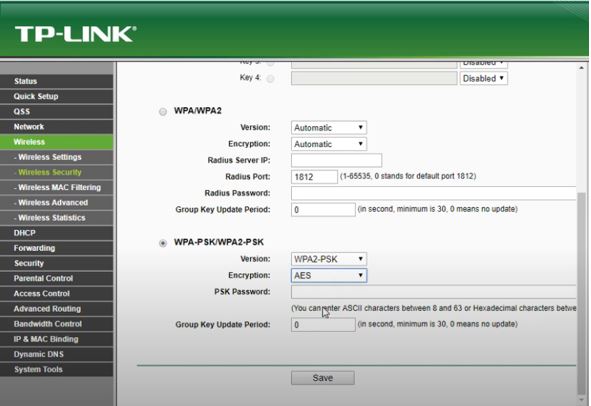 TP-LINK®
Status
Quick Setup
QSS
Network
Wireless
- Wireless Settings
- Wireless Security
- Wireless MAC Filtering
- Wireless Advanced
- Wireless Statistics
DHCP
Forwarding
Security
Parental Control
Access Control
Advanced Routing
Bandwidth Control
IP & MAC Binding
Dynamic DNS
System Tools
Key 3: Disabled
Key 4: Disabled
WPA/WPA2
Version: Automatic
Encryption: Automatic
Radius Server IP:
Radius Port: 1812 (1-65535, 0 stands for default port 1812)
Radius Password:
Group Key Update Period: 0 (in second, minimum is 30, 0 means no update)
WPA-PSK/WPA2-PSK
Version: WPA2-PSK
Encryption: AES
PSK Password:
(You can enter ASCII characters between 8 and 63 or Hexadecimal characters betwe
Group Key Update Period: 0 (in second, minimum is 30, 0 means no update)
Save